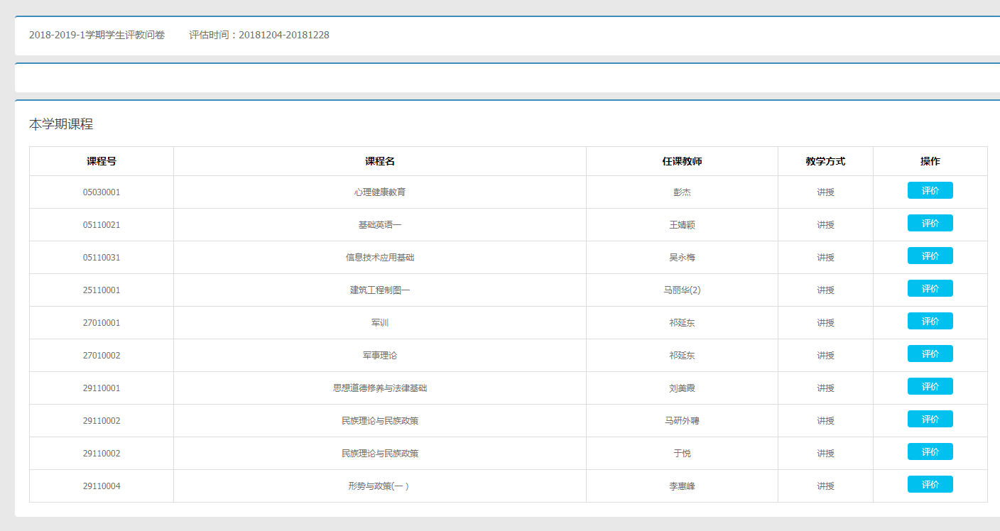 2018-2019-1学期学生评教问卷 评估时间：20181204-20181228
本学期课程
课程号 课程名 任课教师 教学方式 操作
05030001 心理健康教育 彭杰 讲授 评价
05110021 基础英语一 王婧颖 讲授 评价
05110031 信息技术应用基础 吴永梅 讲授 评价
25110001 建筑工程制图一 马丽华(2) 讲授 评价
27010001 军训 祁延东 讲授 评价
27010002 军事理论 祁延东 讲授 评价
29110001 思想道德修养与法律基础 刘美霞 讲授 评价
29110002 民族理论与民族政策 马研外聘 讲授 评价
29110002 民族理论与民族政策 于悦 讲授 评价
29110004 形势与政策(一 ) 李惠峰 讲授 评价